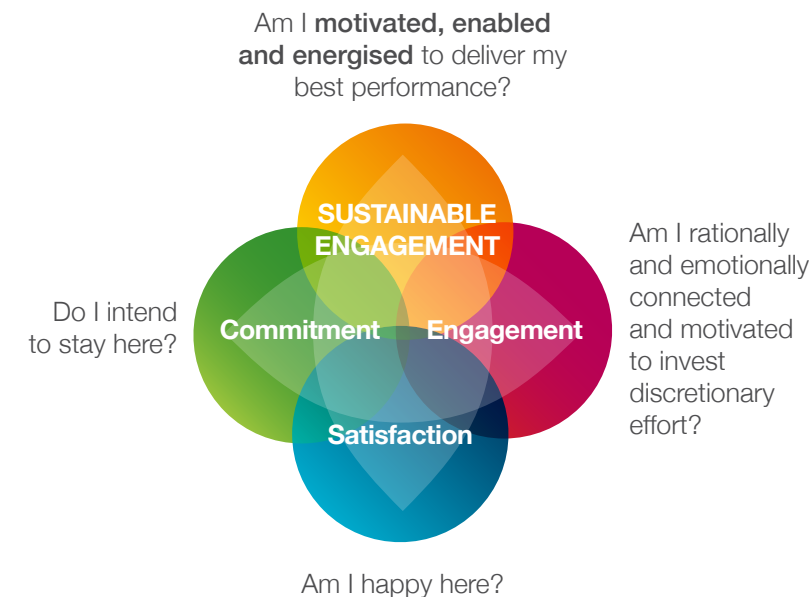 Am I motivated, enabled
and energised to deliver my
best performance?
SUSTAINABLE
ENGAGEMENT
Do I intend
to stay here?
Commitment
Engagement
Am I rationally
and emotionally
connected
and motivated
to invest
discretionary
effort?
Satisfaction
Am I happy here?